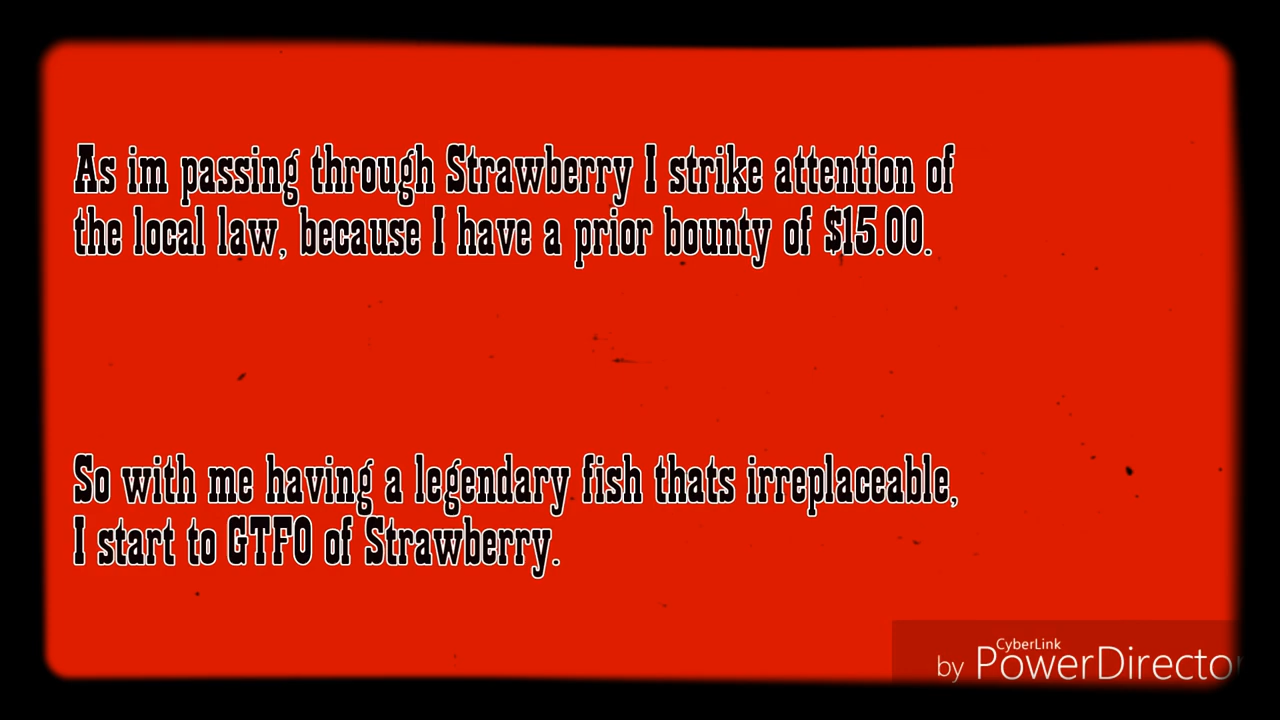 As im passing through Strawberry I strike attention of
the local law, because I have a prior bounty of $15.00.
So with me having a legendary fish thats irreplaceable,
I start to GTFO of Strawberry.
CyberLink
by PowerDirector